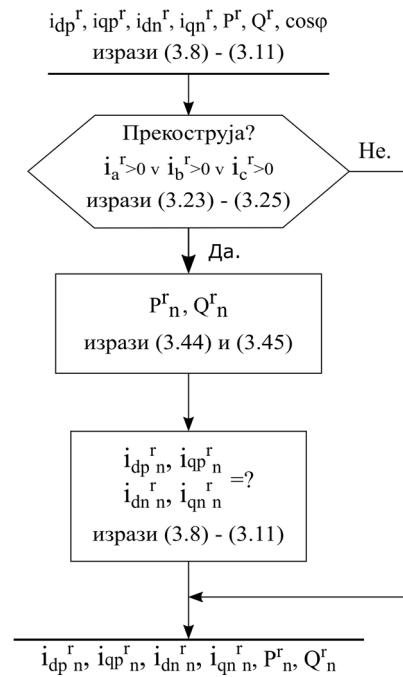 i_dp^r, i_qp^r, i_dn^r, i_qn^r, P^r, Q^r, cosφ
изрази (3.8) - (3.11)
Прекоструја?
i_a^r>0 v i_b^r>0 v i_c^r>0
изрази (3.23) - (3.25)
Не.
Да.
P^r_n, Q^r_n
изрази (3.44) и (3.45)
i_dp^r_n, i_qp^r_n
i_dn^r_n, i_qn^r_n =?
изрази (3.8) - (3.11)
i_dp^r_n, i_qp^r_n, i_dn^r_n, i_qn^r_n, P^r_n, Q^r_n